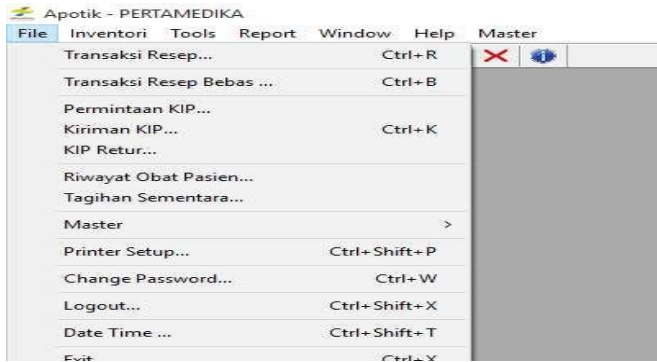 Apotik - PERTAMEDIKA
File Inventori Tools Report Window Help Master
Transaksi Resep... Ctrl+R
Transaksi Resep Bebas ... Ctrl+B
Permintaan KIP...
Kiriman KIP... Ctrl+K
KIP Retur...
Riwayat Obat Pasien...
Tagihan Sementara...
Master >
Printer Setup... Ctrl+Shift+P
Change Password... Ctrl+W
Logout... Ctrl+Shift+X
Date Time ... Ctrl+Shift+T
Exit Ctrl+X